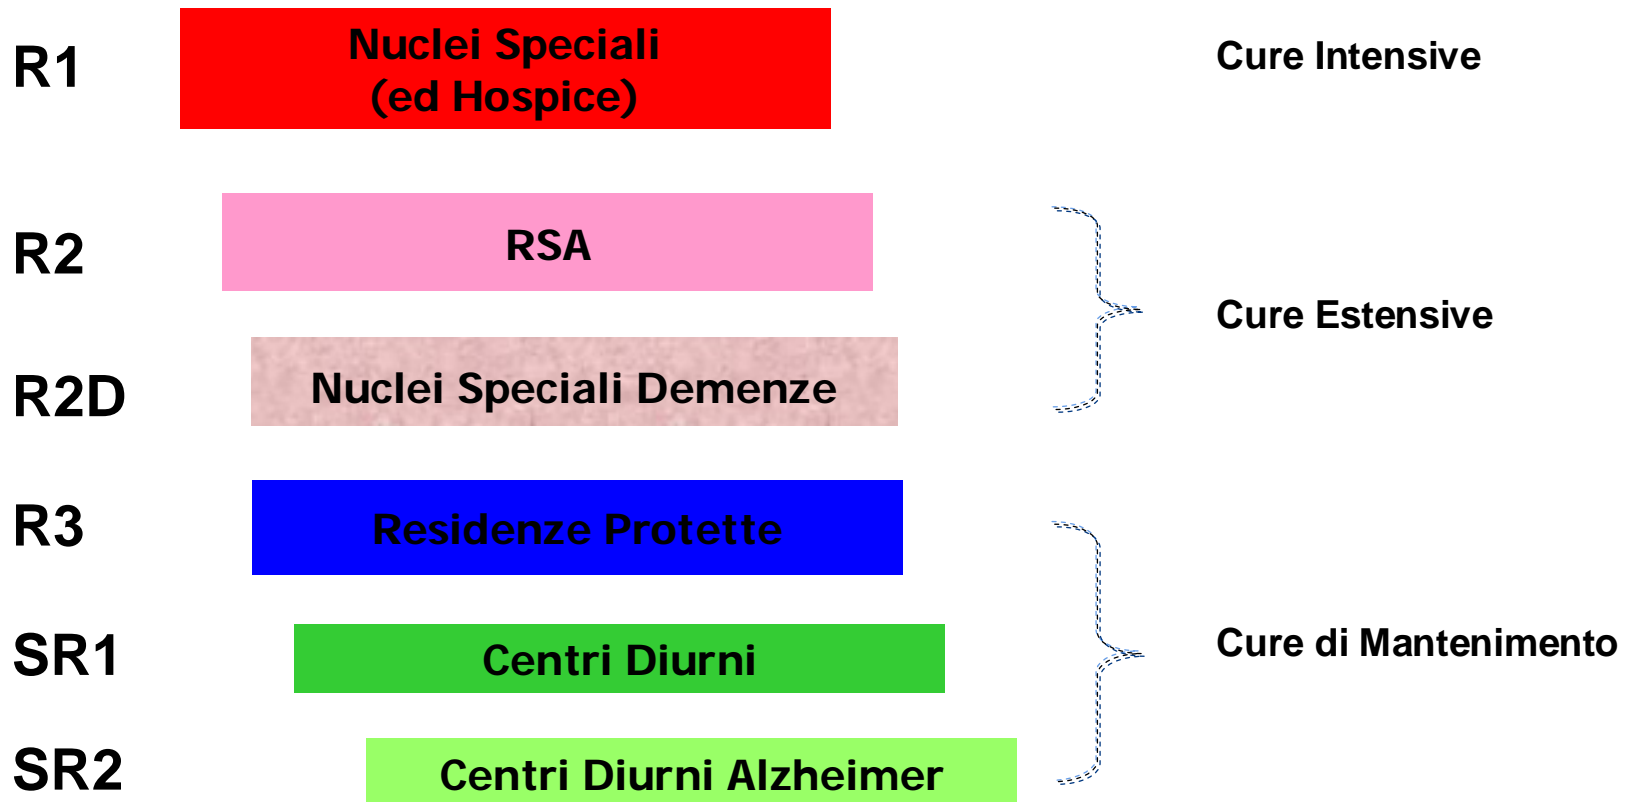 R1
Nuclei Speciali
(ed Hospice)
Cure Intensive
R2
RSA
Cure Estensive
R2D
Nuclei Speciali Demenze
R3
Residenze Protette
SR1
Centri Diurni
Cure di Mantenimento
SR2
Centri Diurni Alzheimer